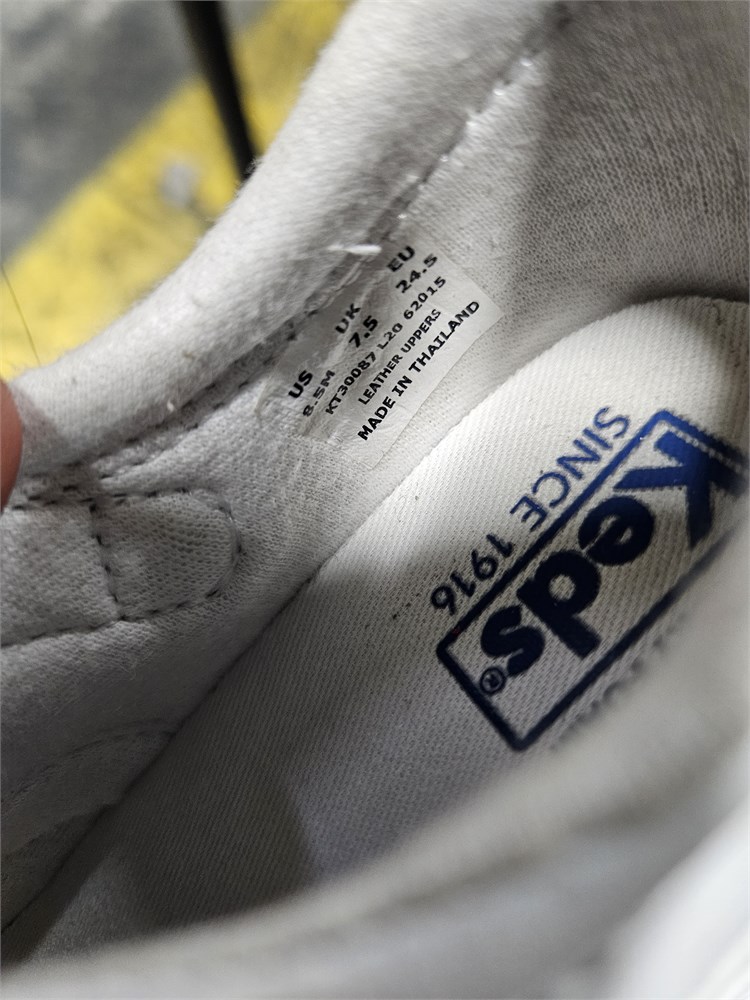 US UK EU
8.5M 7.5 24.5
KT30087 L20 62015
LEATHER UPPERS
MADE IN THAILAND
Keds®
SINCE 1916